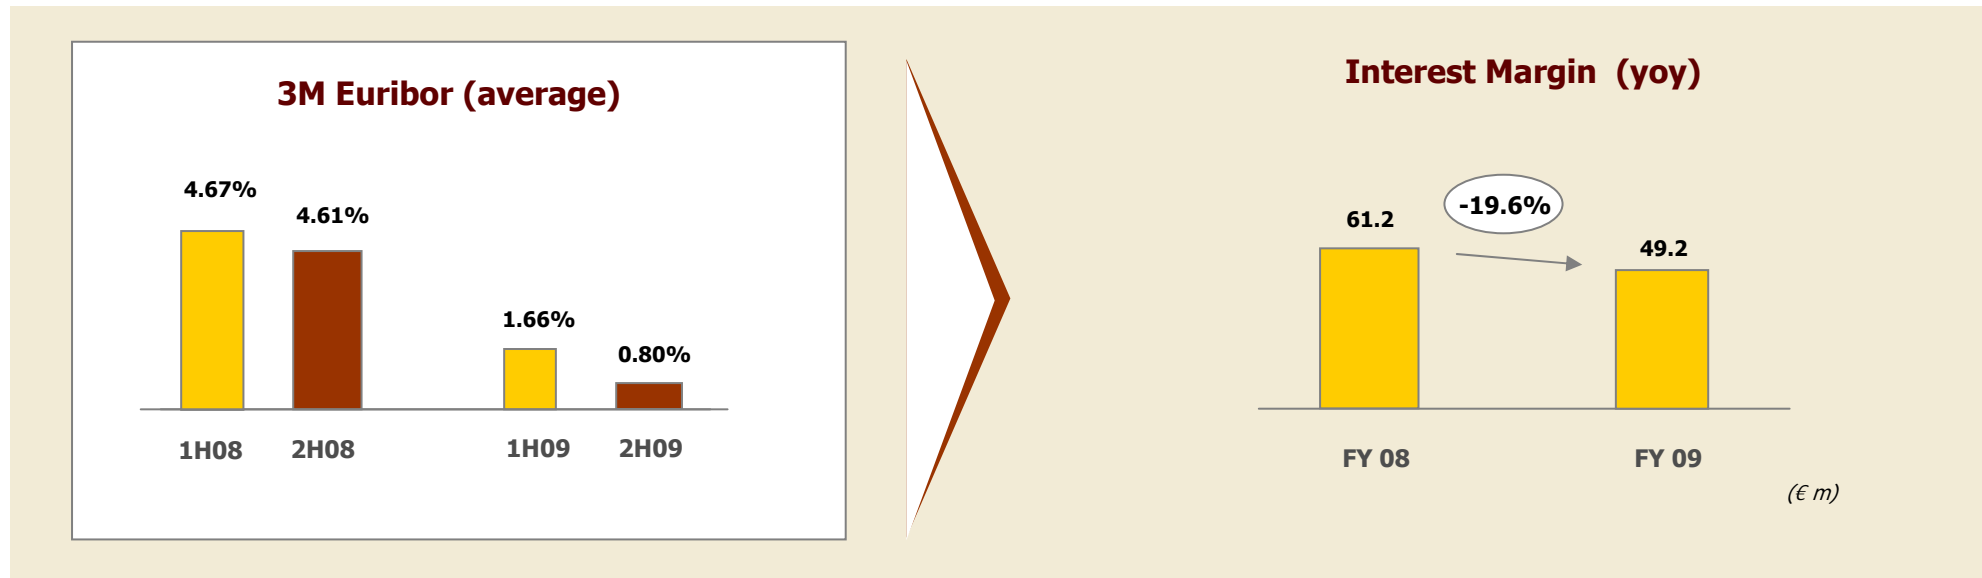 3M Euribor (average)
4.67%
4.61%
1.66%
0.80%
1H08
2H08
1H09
2H09
Interest Margin (yoy)
61.2
-19.6%
49.2
FY 08
FY 09
(€ m)